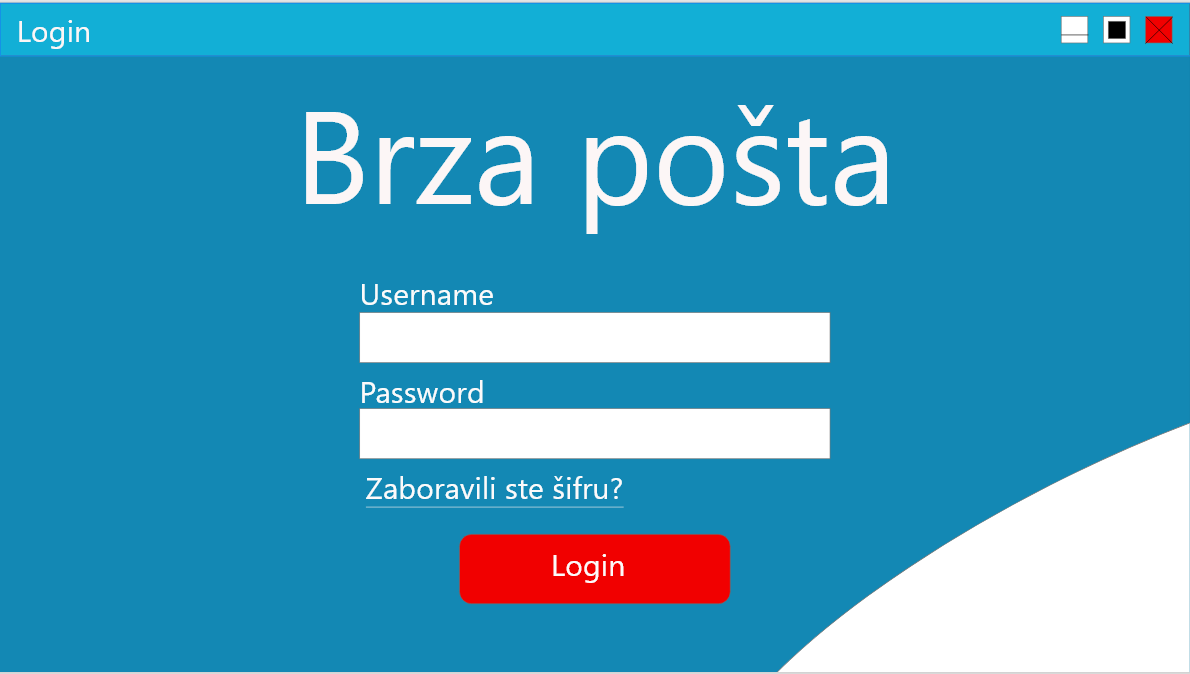 Login
Brza pošta
Username
Password
Zaboravili ste šifru?
Login